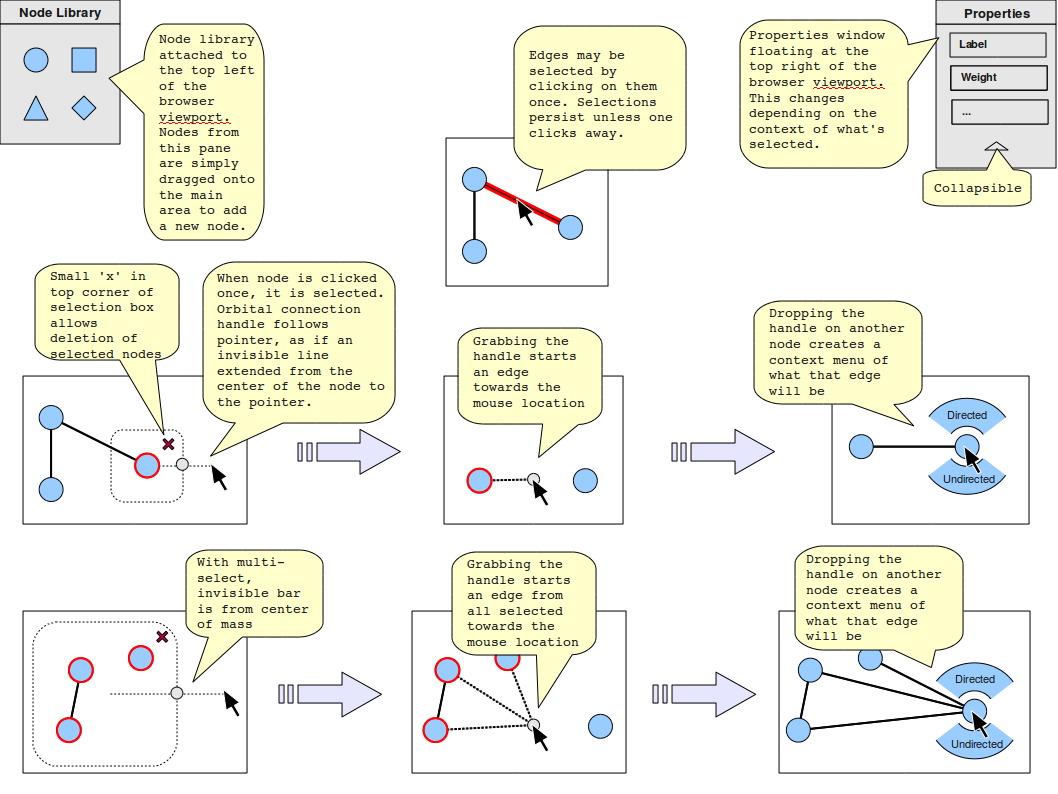 Node Library
Node library
attached to
the top left
of the
browser
viewport.
Nodes from
this pane
are simply
dragged onto
the main
area to add
a new node.
Edges may be
selected by
clicking on them
once. Selections
persist unless one
clicks away.
Properties window
floating at the
top right of the
browser viewport.
This changes
depending on the
context of what's
selected.
Properties
Label
Weight
...
Collapsible
Small 'x' in
top corner of
selection box
allows
deletion of
selected nodes
When node is clicked
once, it is selected.
Orbital connection
handle follows
pointer, as if an
invisible line
extended from the
center of the node to
the pointer.
Grabbing the
handle starts
an edge
towards the
mouse location
Dropping the
handle on another
node creates a
context menu of
what that edge
will be
Directed
Undirected
With multi-
select,
invisible bar
is from center
of mass
Grabbing the
handle starts
an edge from
all selected
towards the
mouse location
Dropping the
handle on another
node creates a
context menu of
what that edge
will be
Directed
Undirected